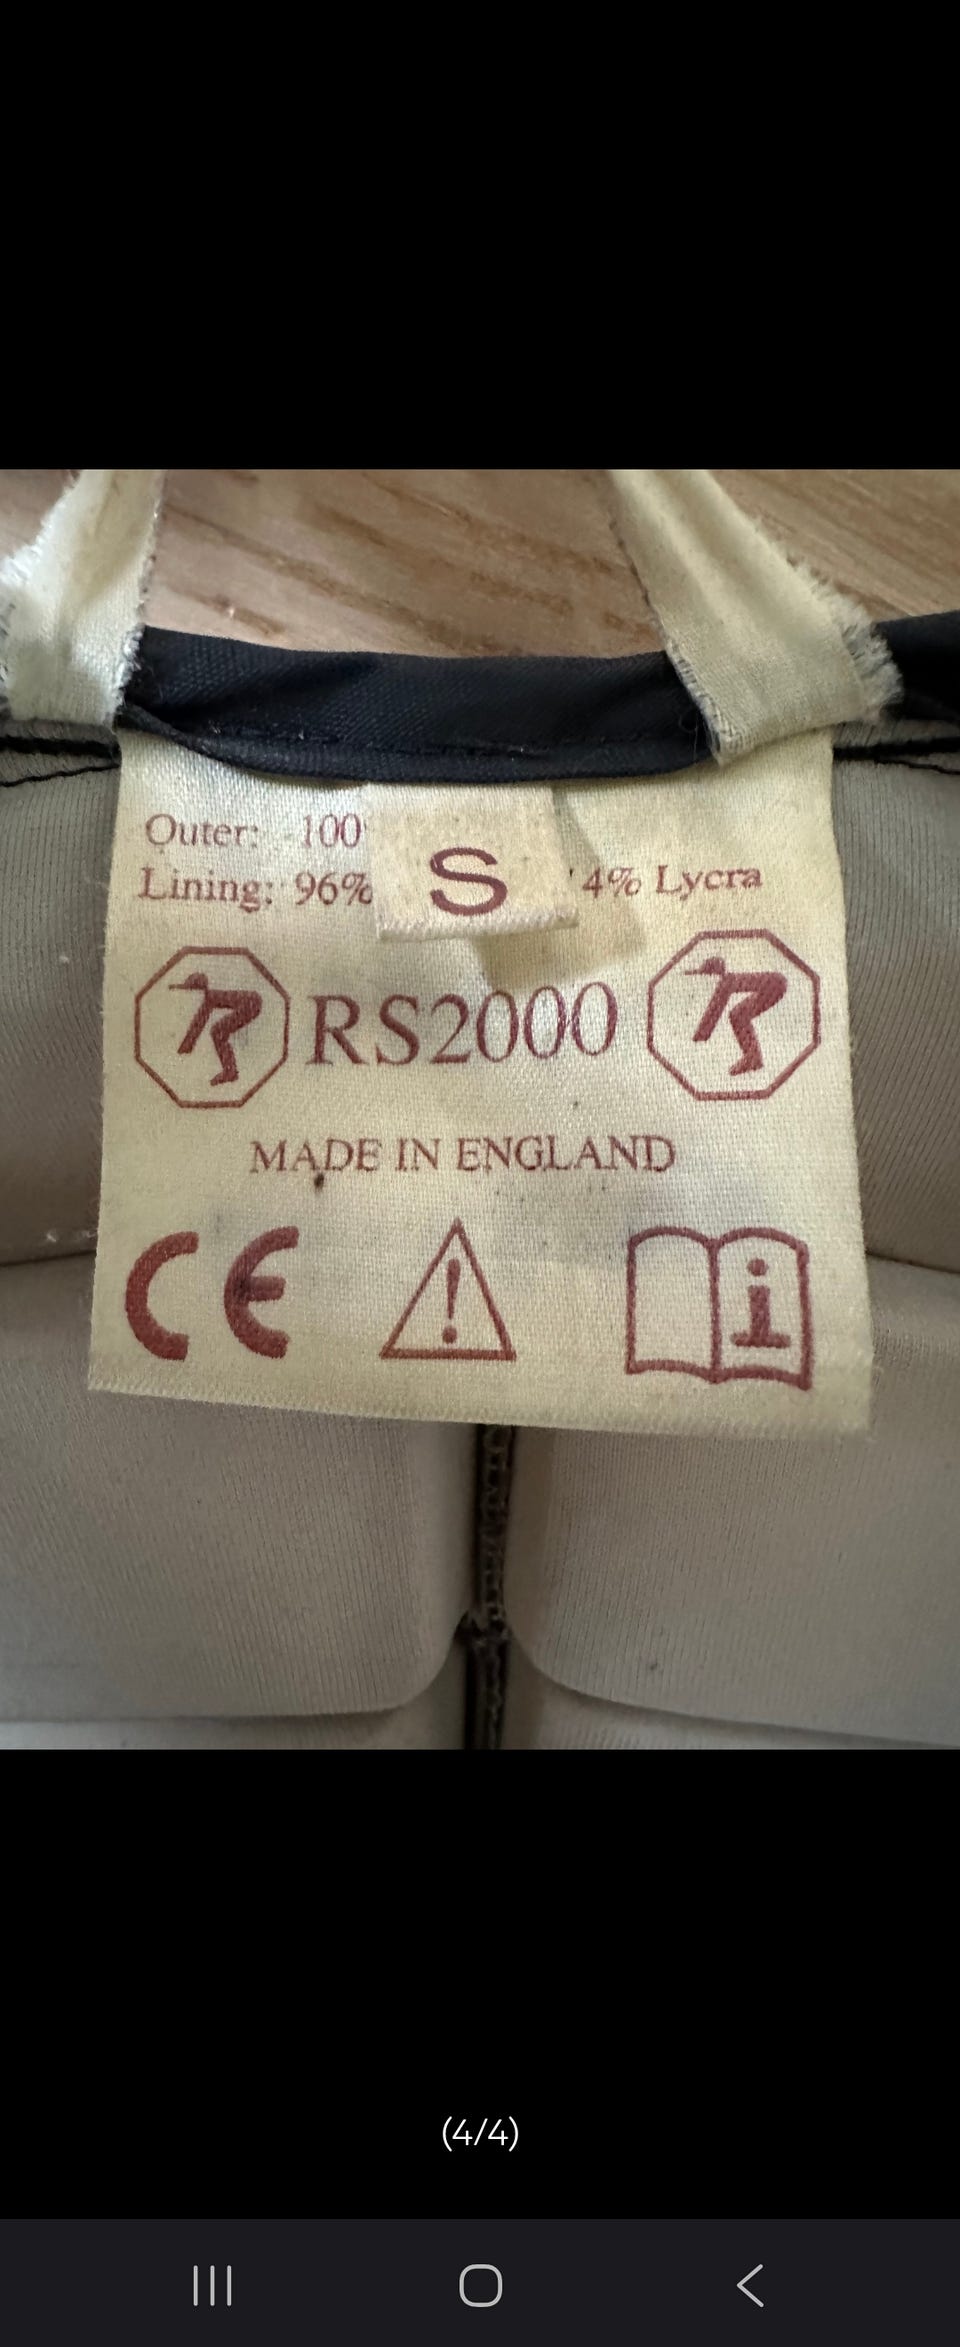 Outer: 100
Lining: 96% 4% Lycra
S
RS2000
MADE IN ENGLAND
CE
(4/4)